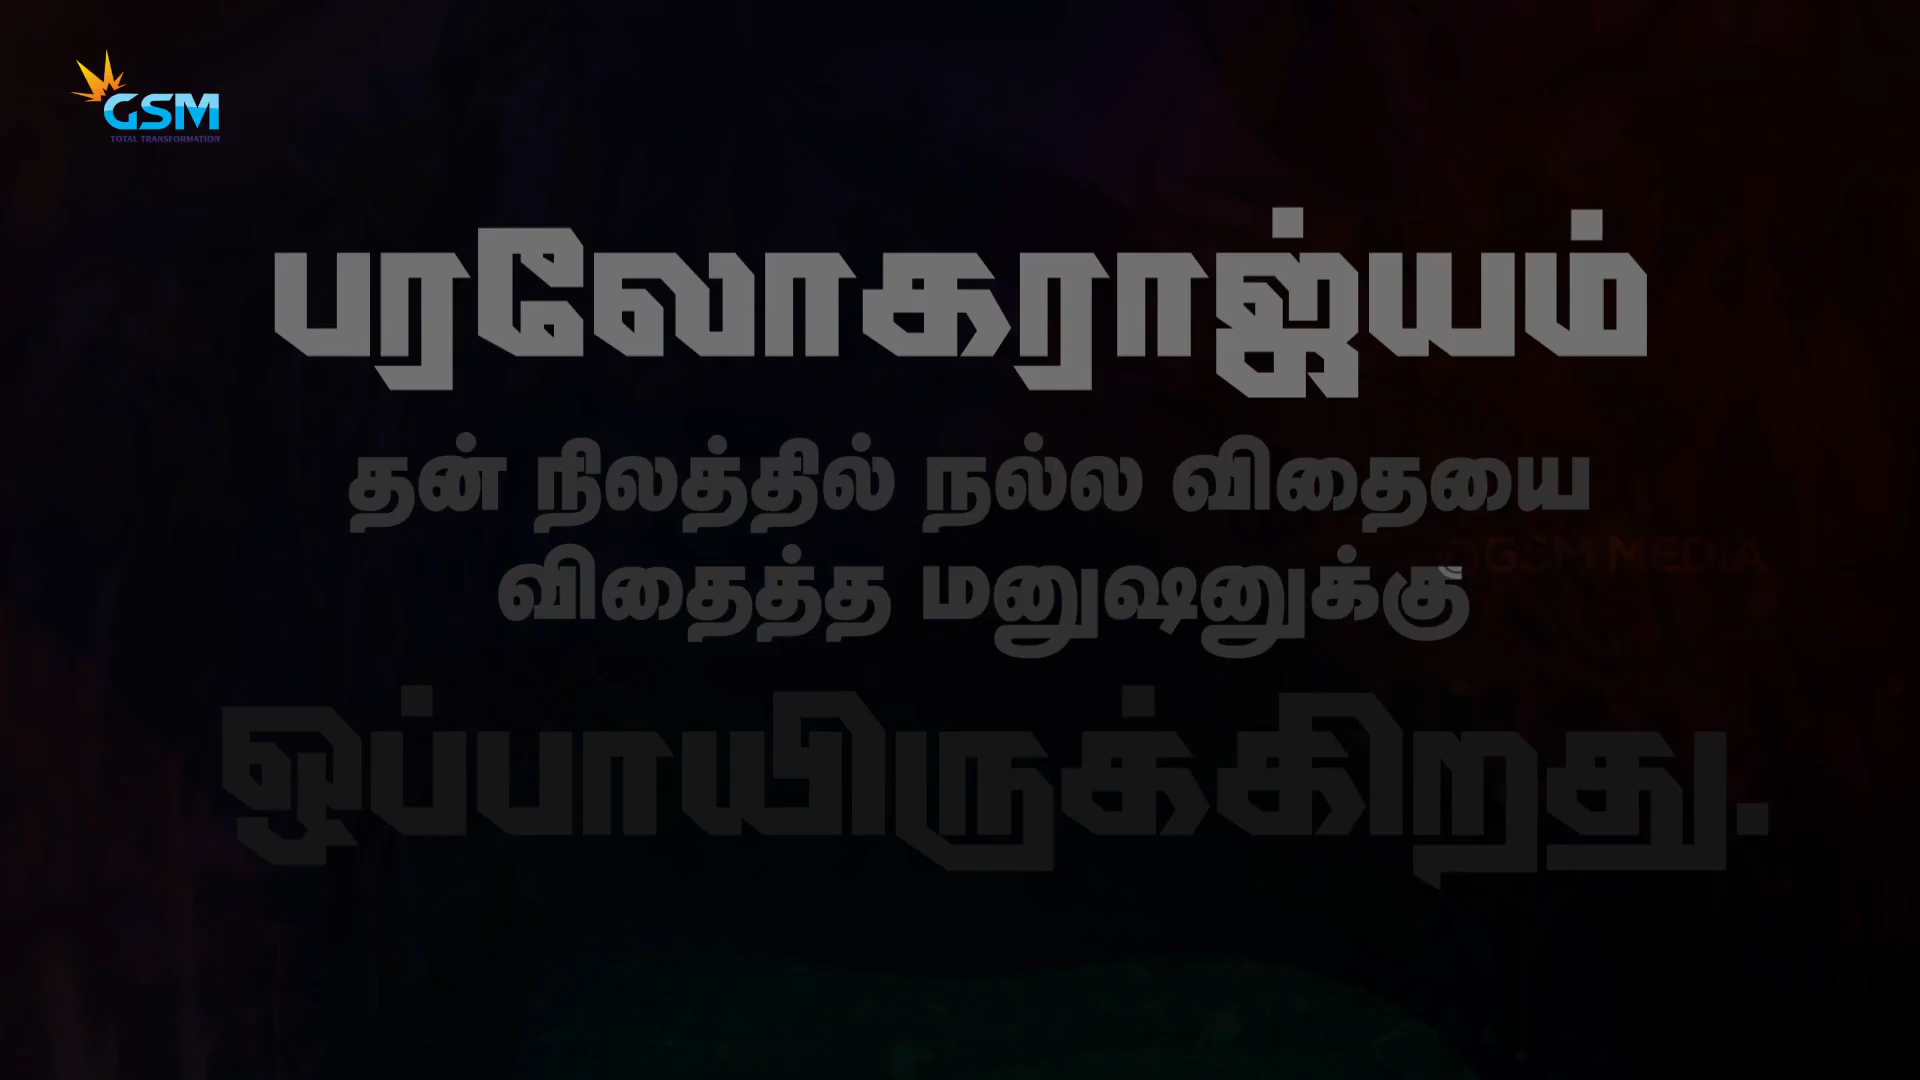 GSM
TOTAL TRANSFORMATION
பரலோகராஜ்யம்
தன் நிலத்தில் நல்ல விதையை
@GSM MEDIA
விதைத்த மனுஷனுக்கு
ஒப்பாயிருக்கிறது.